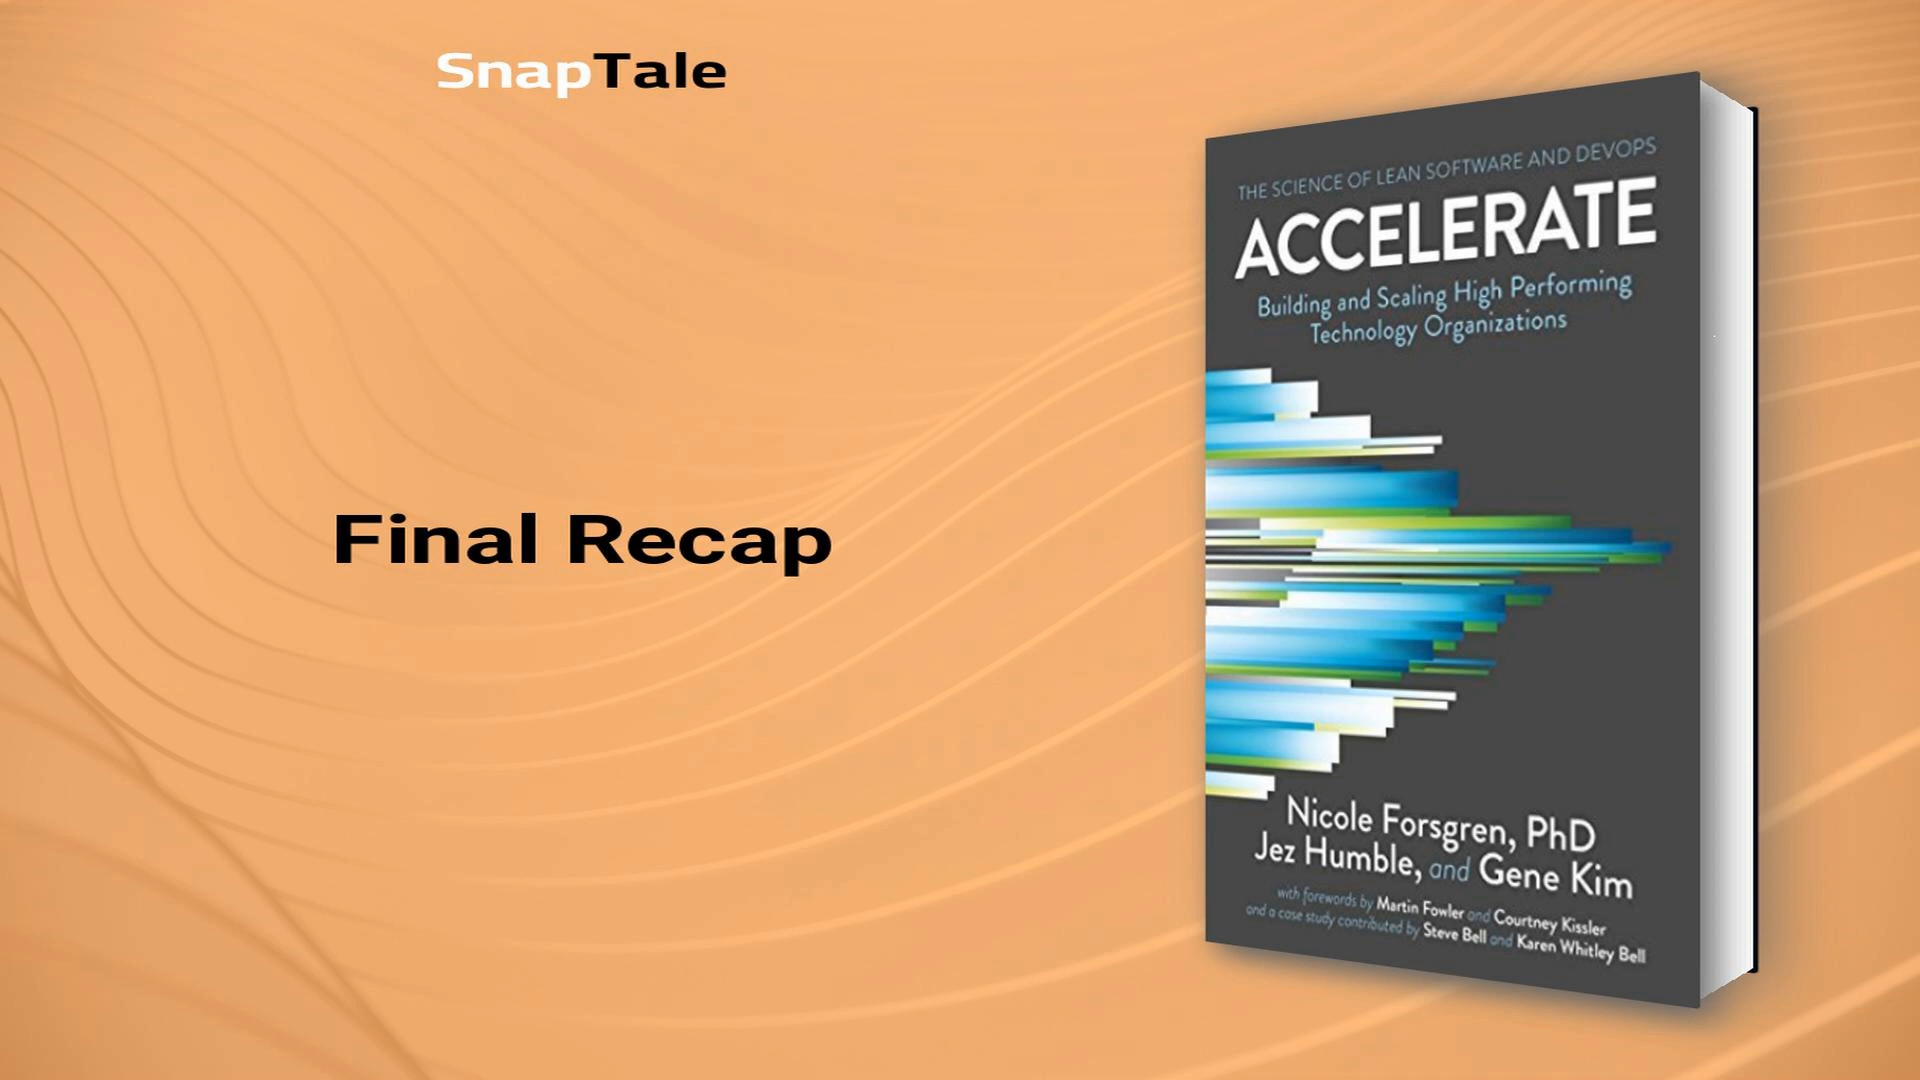 SnapTale
Final Recap
THE SCIENCE OF LEAN SOFTWARE AND DEVOPS
ACCELERATE
Building and Scaling High Performing
Technology Organizations
Nicole Forsgren, PhD
Jez Humble, and Gene Kim
with forewords by Martin Fowler and Courtney Kissler
and a case study contributed by Steve Bell and Karen Whitley Bell